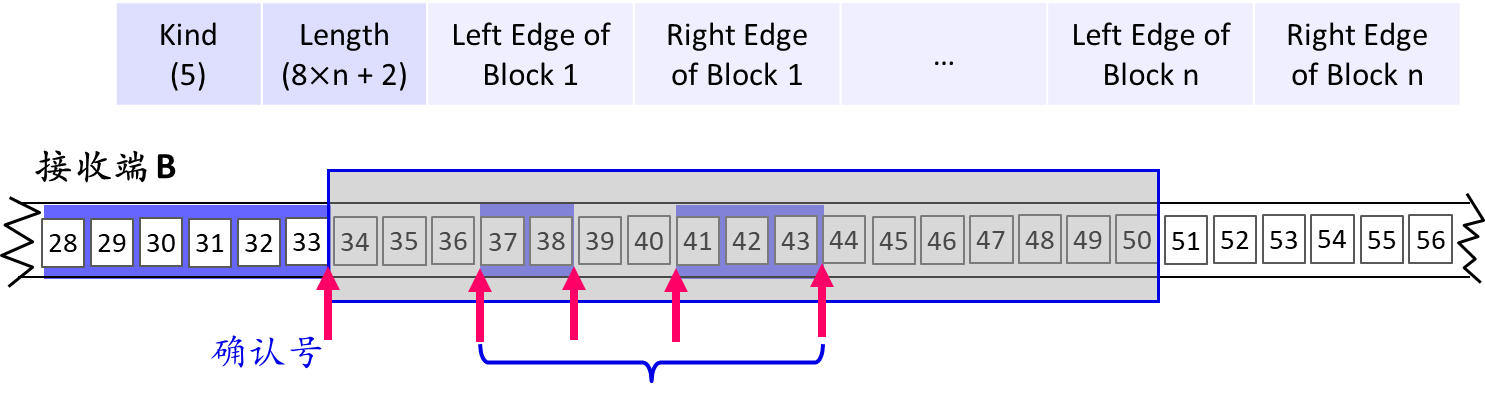 Kind Length Left Edge of Right Edge ... Left Edge of Right Edge
(5) (8×n + 2) Block 1 of Block 1 Block n of Block n
接收端 B
28 29 30 31 32 33 34 35 36 37 38 39 40 41 42 43 44 45 46 47 48 49 50 51 52 53 54 55 56
确认号